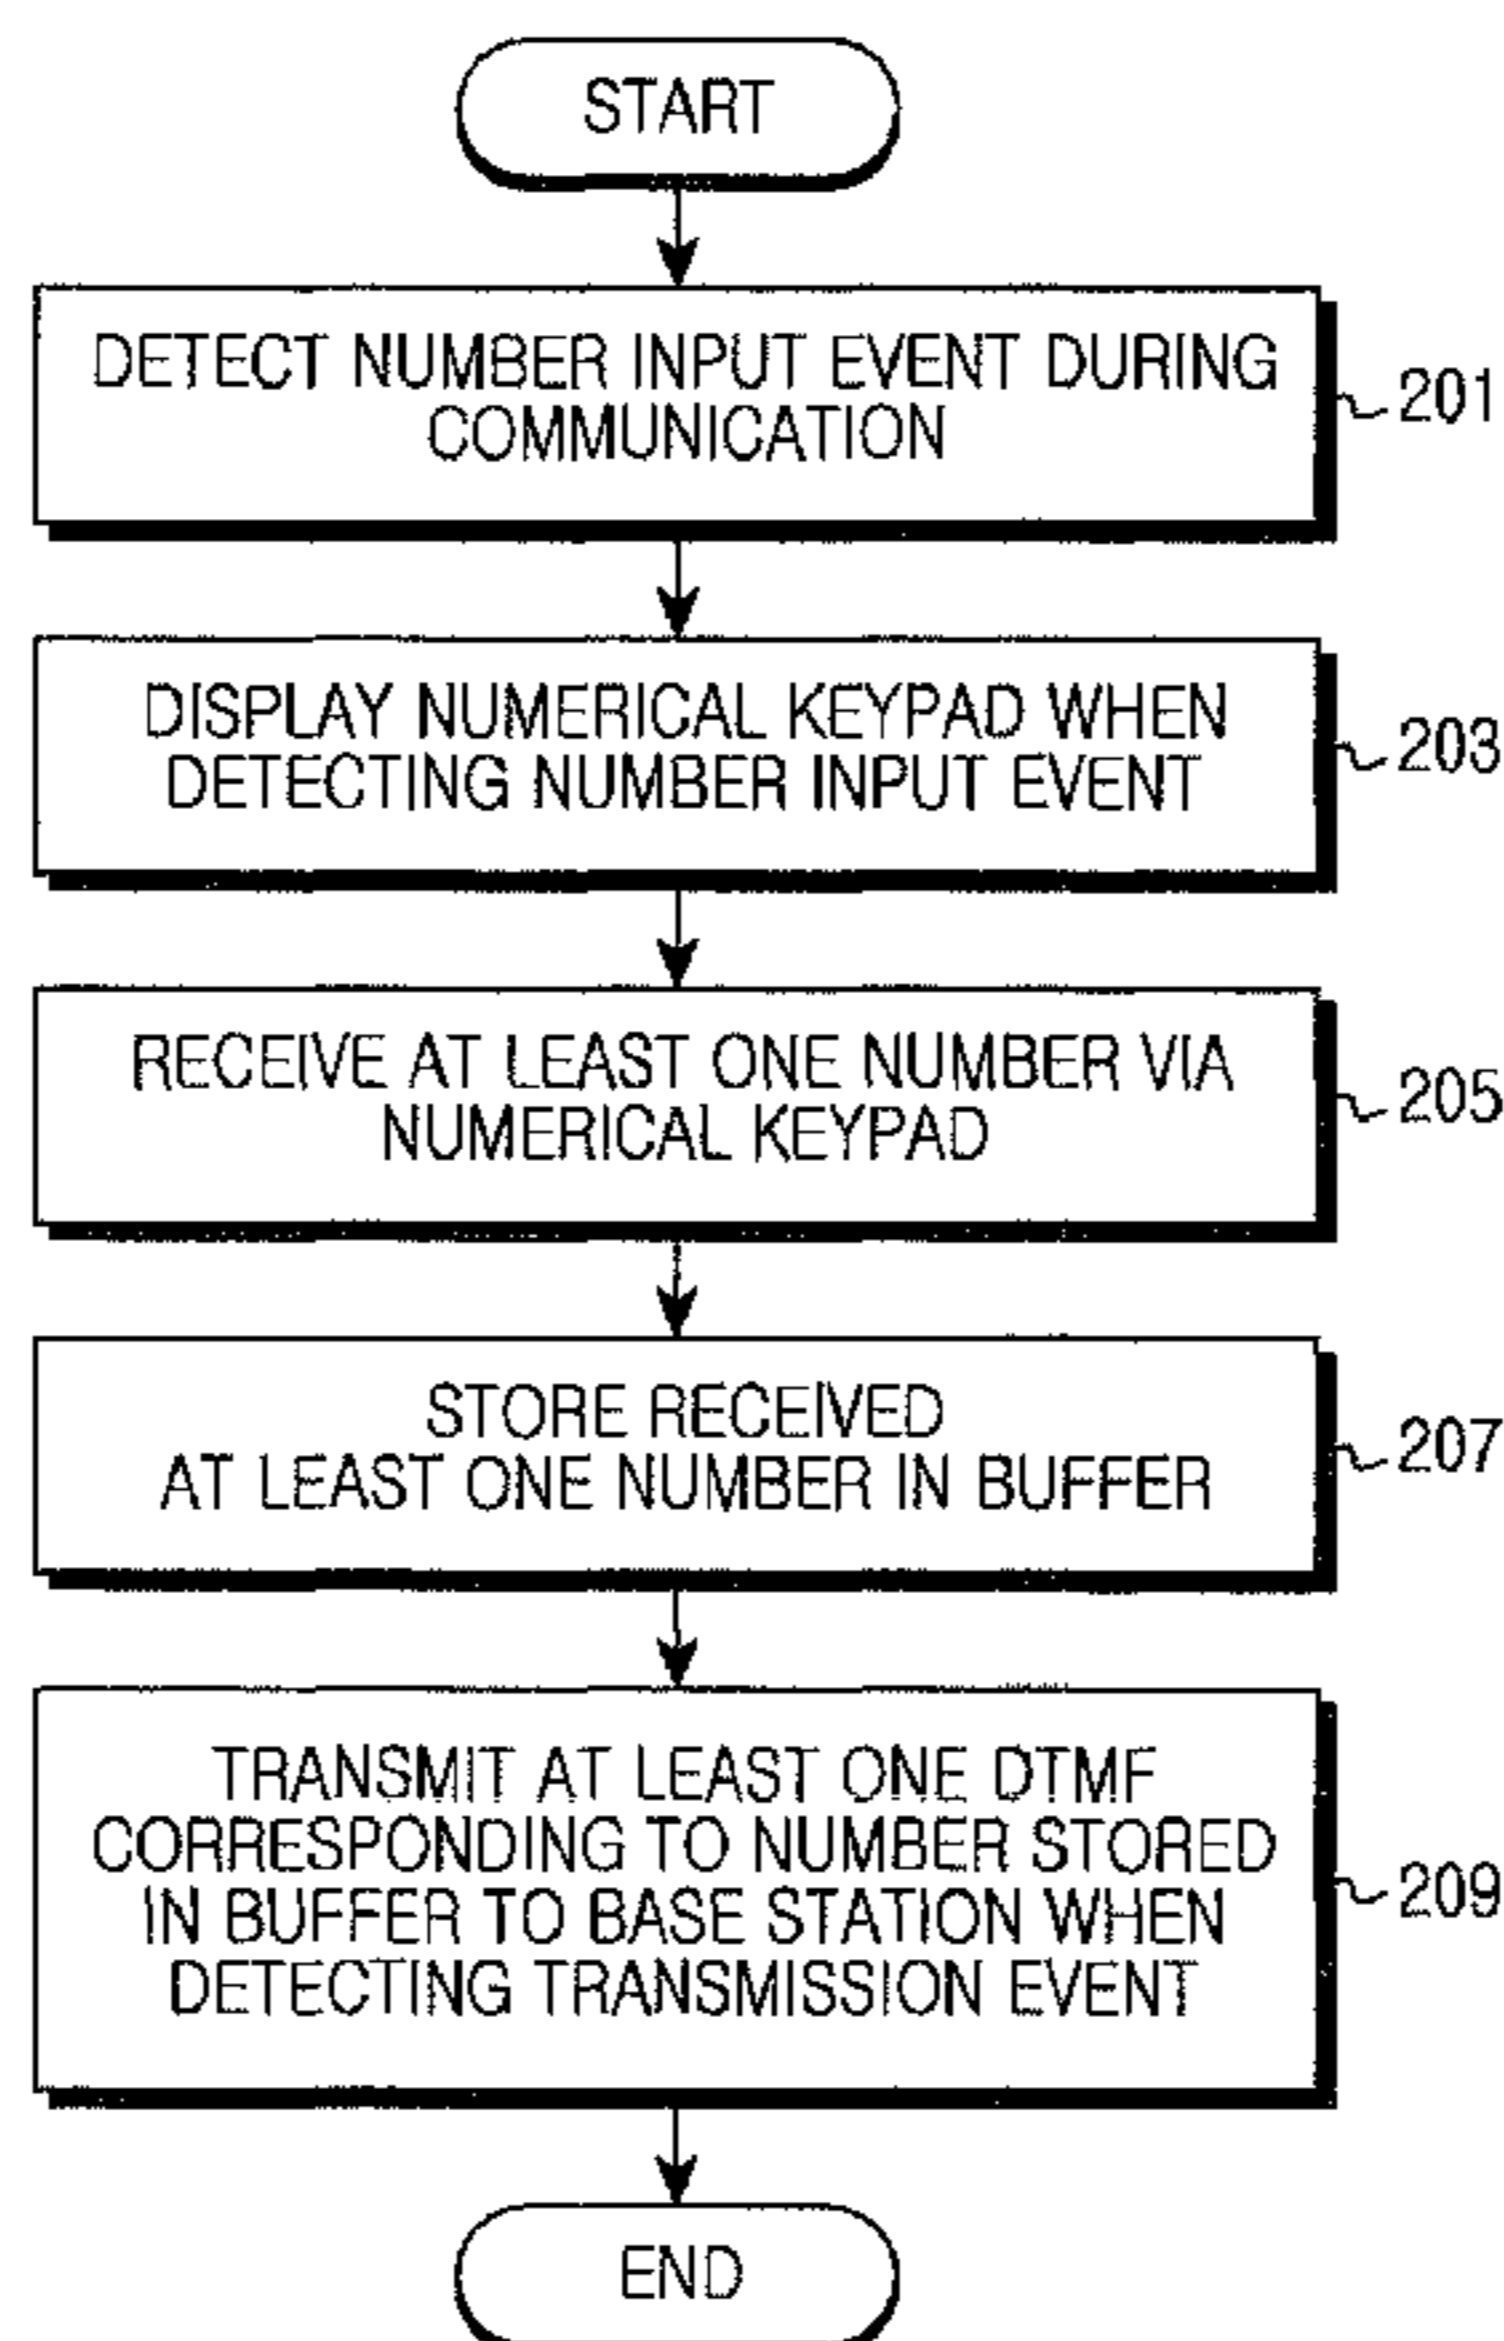 START
DETECT NUMBER INPUT EVENT DURING
COMMUNICATION
201
DISPLAY NUMERICAL KEYPAD WHEN
DETECTING NUMBER INPUT EVENT
203
RECEIVE AT LEAST ONE NUMBER VIA
NUMERICAL KEYPAD
205
STORE RECEIVED
AT LEAST ONE NUMBER IN BUFFER
207
TRANSMIT AT LEAST ONE DTMF
CORRESPONDING TO NUMBER STORED
IN BUFFER TO BASE STATION WHEN
DETECTING TRANSMISSION EVENT
209
END